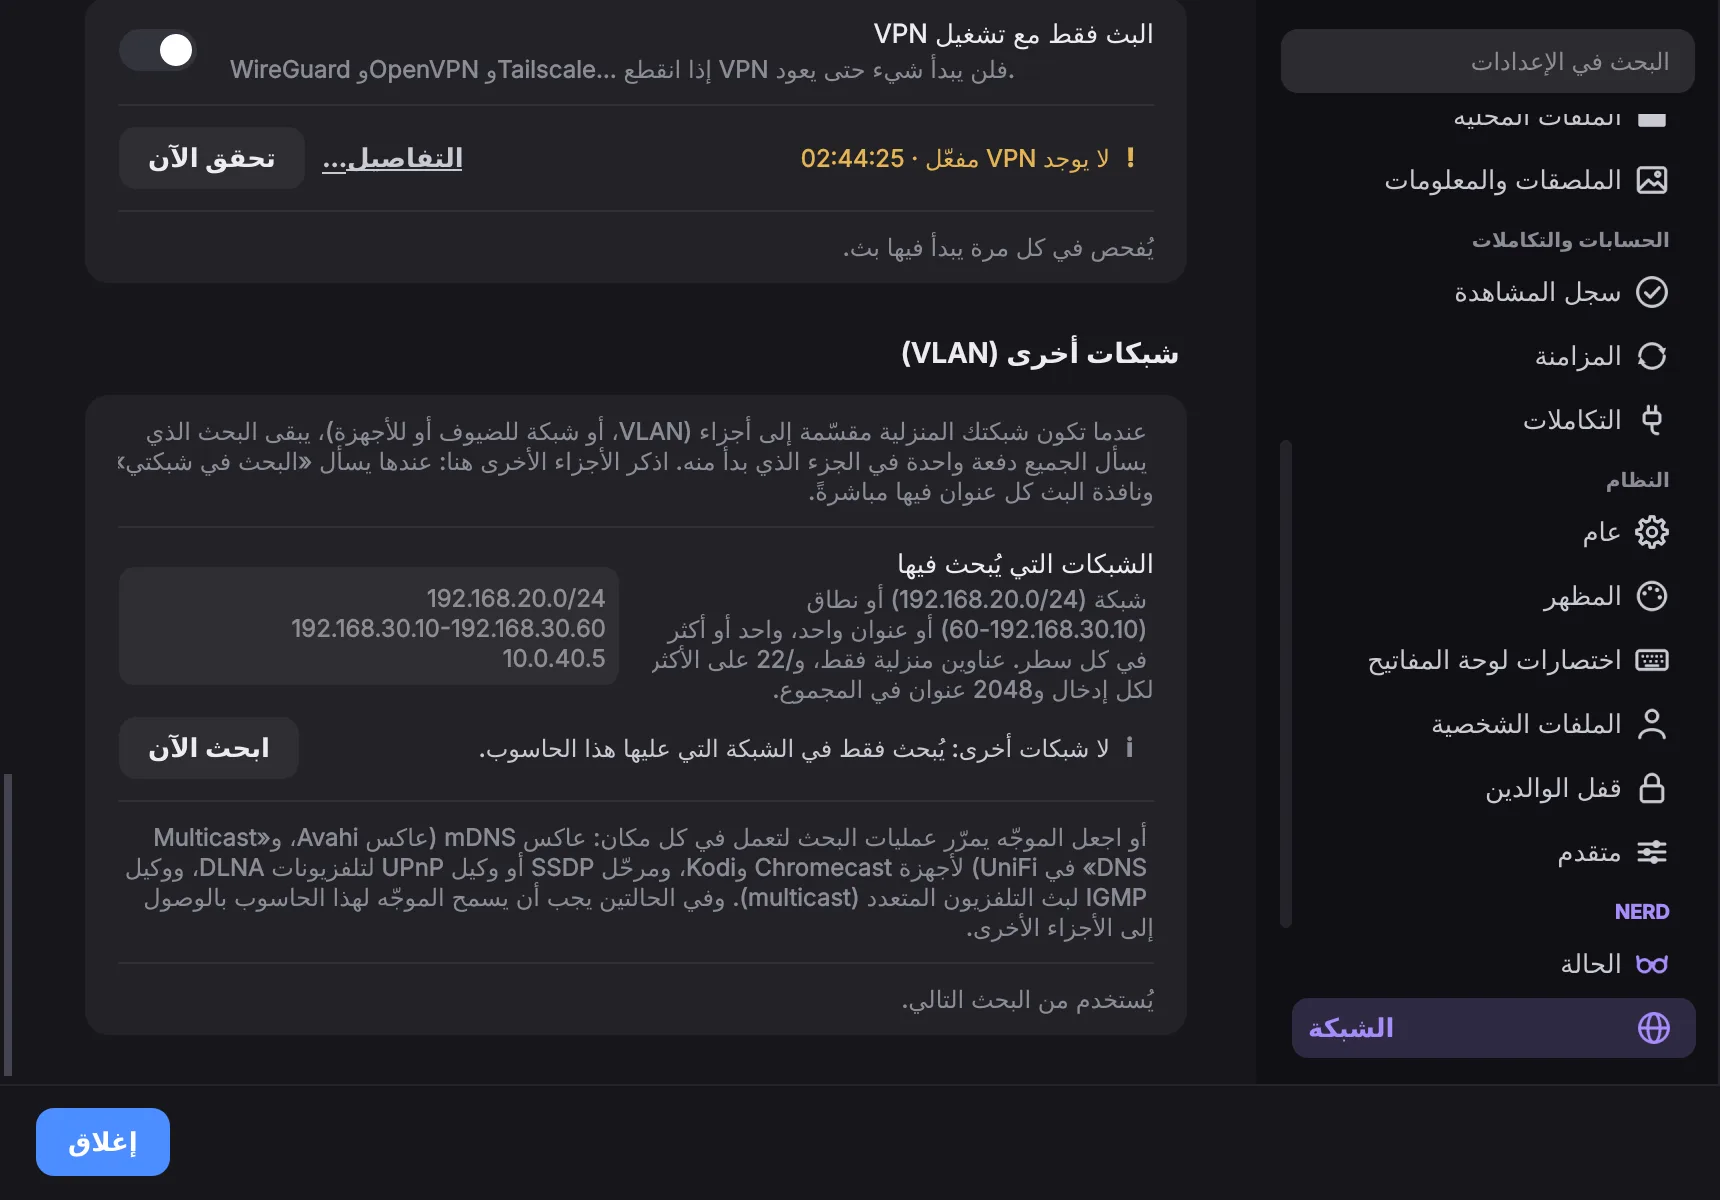 البحث في الإعدادات
الملفات المحلية
الملصقات والمعلومات
الحسابات والتكاملات
سجل المشاهدة
المزامنة
التكاملات
النظام
عام
المظهر
اختصارات لوحة المفاتيح
الملفات الشخصية
قفل الوالدين
متقدم
NERD
الحالة
الشبكة
البث فقط مع تشغيل VPN
WireGuard وOpenVPN وTailscale... فلن يبدأ شيء حتى يعود VPN إذا انقطع.
! لا يوجد VPN مفعّل · 02:44:25
التفاصيل...
تحقق الآن
يُفحص في كل مرة يبدأ فيها بث.
شبكات أخرى (VLAN)
عندما تكون شبكتك المنزلية مقسّمة إلى أجزاء (VLAN، أو شبكة للضيوف أو للأجهزة)، يبقى البحث الذي
يسأل الجميع دفعة واحدة في الجزء الذي بدأ منه. اذكر الأجزاء الأخرى هنا: عندها يسأل «البحث في شبكتي»
ونافذة البث كل عنوان فيها مباشرةً.
الشبكات التي يُبحث فيها
شبكة (192.168.20.0/24) أو نطاق
(192.168.30.10-60) أو عنوان واحد، واحد أو أكثر
في كل سطر. عناوين منزلية فقط، و/22 على الأكثر
لكل إدخال و2048 عنوان في المجموع.
192.168.20.0/24
192.168.30.10-192.168.30.60
10.0.40.5
لا شبكات أخرى: يُبحث فقط في الشبكة التي عليها هذا الحاسوب.
ابحث الآن
أو اجعل الموجّه يمرّر عمليات البحث لتعمل في كل مكان: عاكس mDNS (عاكس Avahi، و«Multicast
DNS» في UniFi) لأجهزة Chromecast وKodi، ومرحّل SSDP أو وكيل UPnP لتلفزيونات DLNA، ووكيل
IGMP لبث التلفزيون المتعدد (multicast). وفي الحالتين يجب أن يسمح الموجّه لهذا الحاسوب بالوصول
إلى الأجزاء الأخرى.
يُستخدم من البحث التالي.
إغلاق